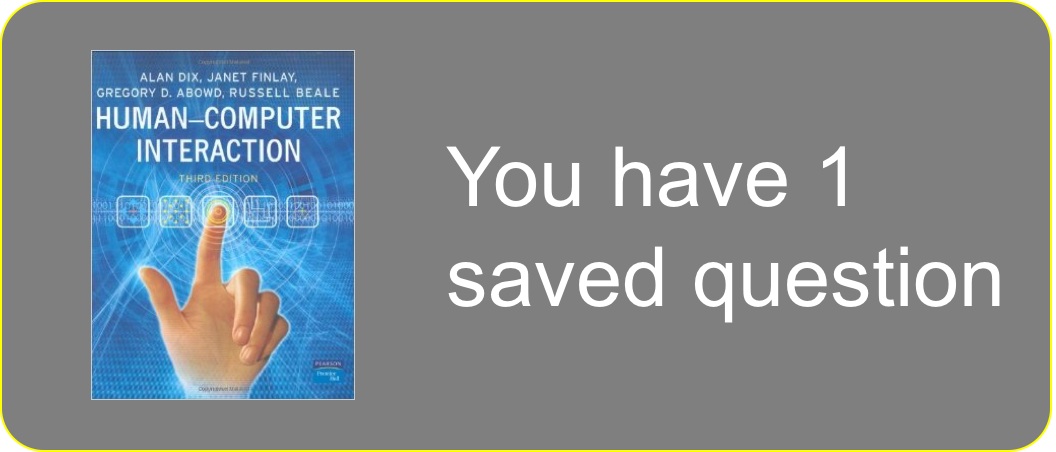 ALAN DIX, JANET FINLAY,
GREGORY D. ABOWD, RUSSELL BEALE
HUMAN–COMPUTER
INTERACTION
THIRD EDITION
PEARSON
Prentice
Hall
You have 1
saved question